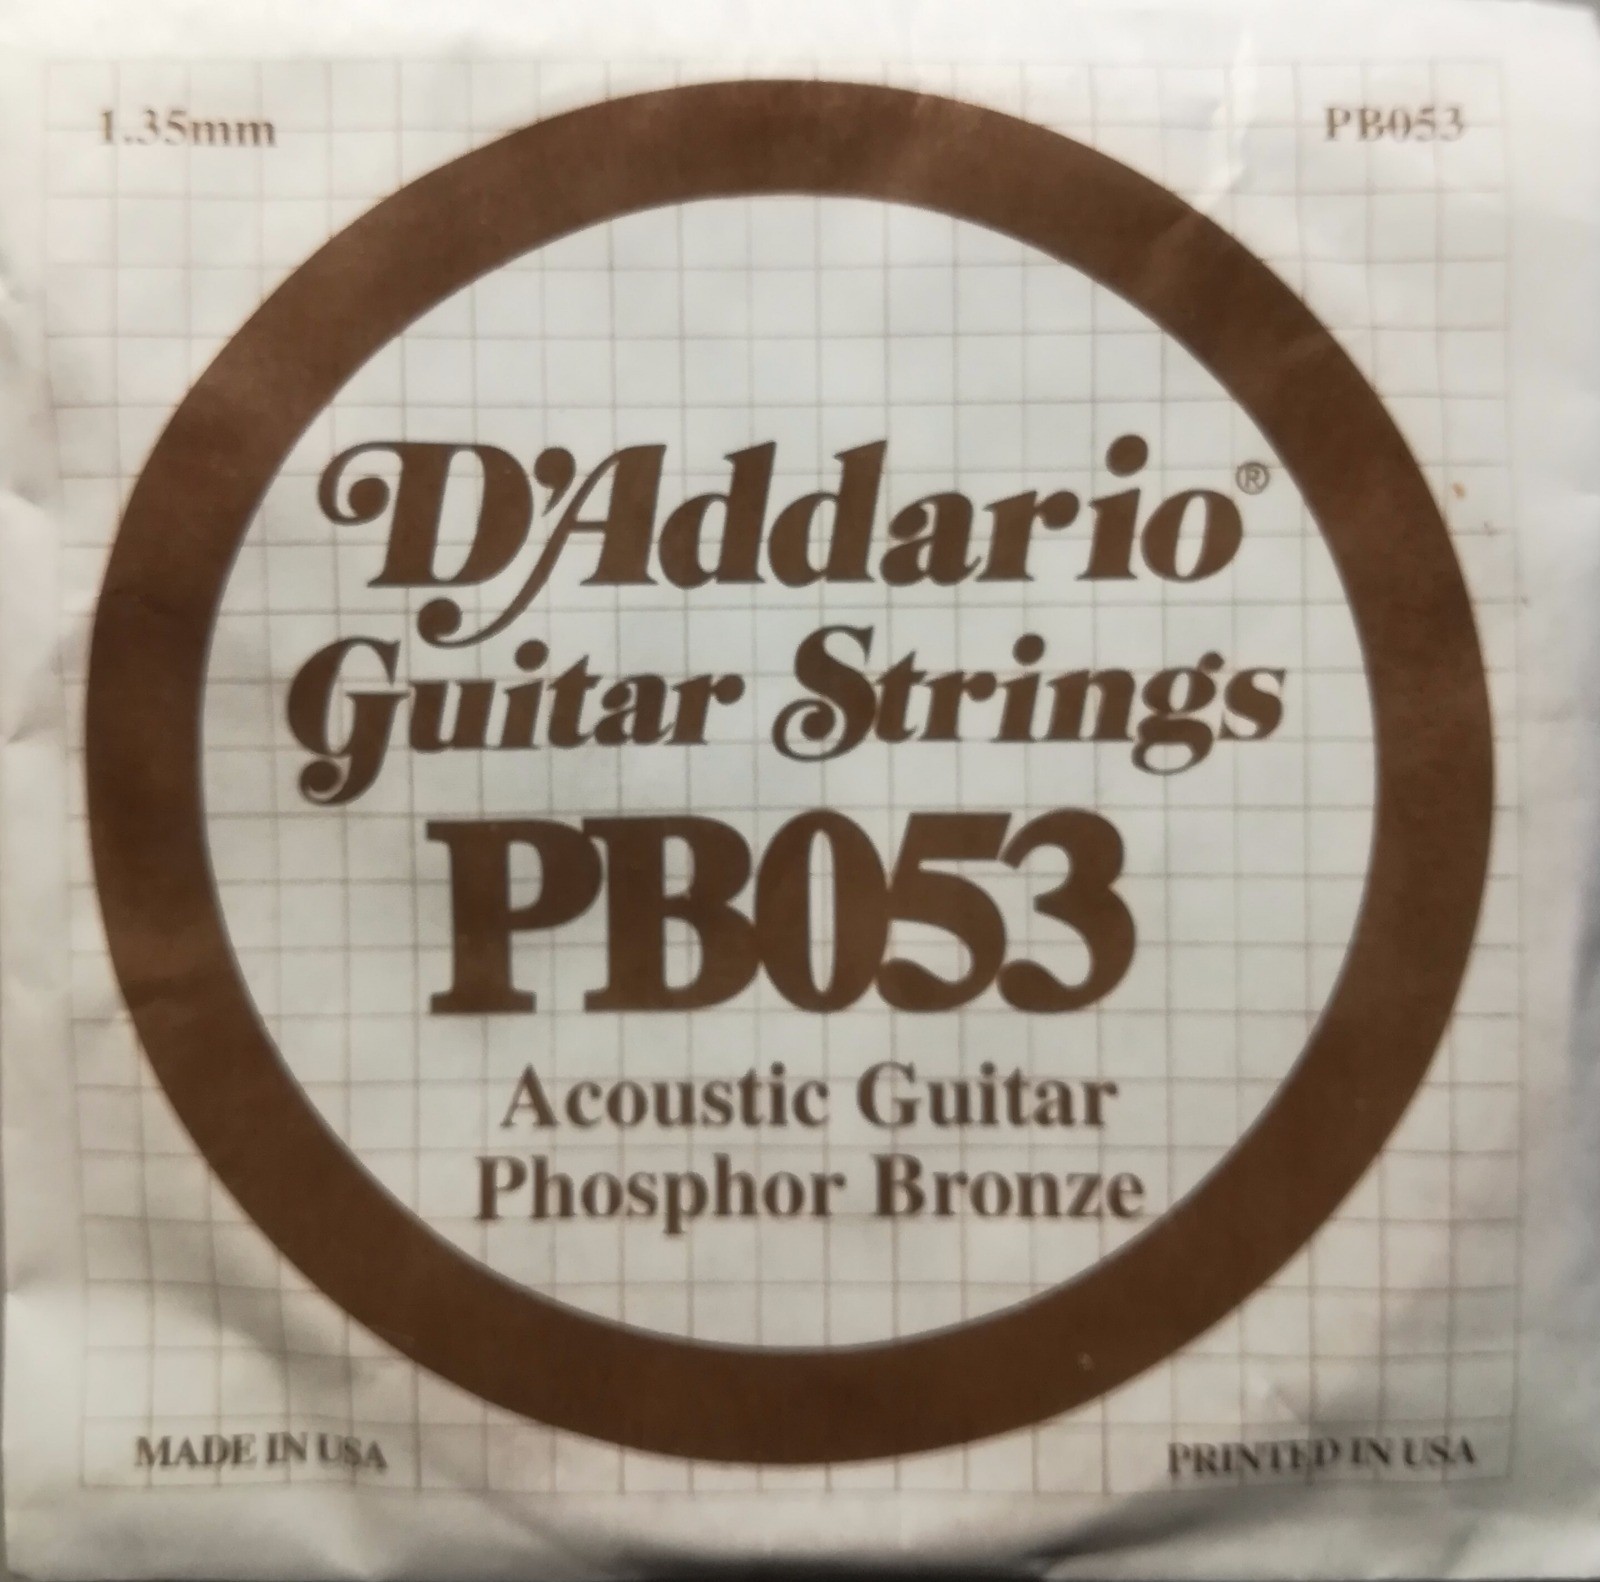 1.35mm
PB053
D'Addario®
Guitar Strings
PB053
Acoustic Guitar
Phosphor Bronze
MADE IN USA
PRINTED IN USA